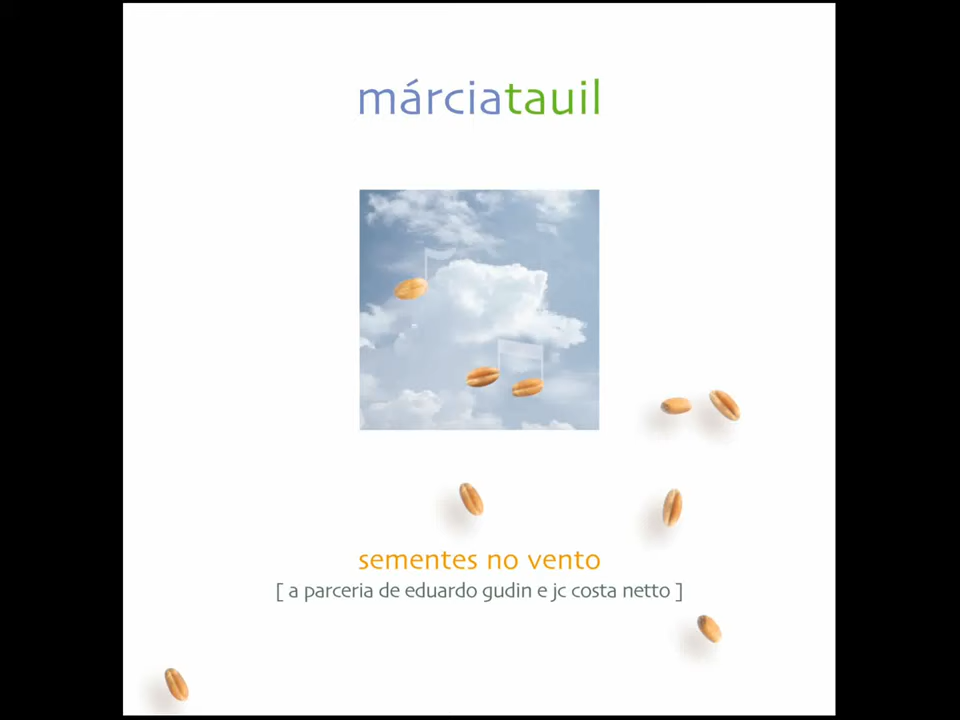 márciatauil
sementes no vento
[ a parceria de eduardo gudin e jc costa netto ]